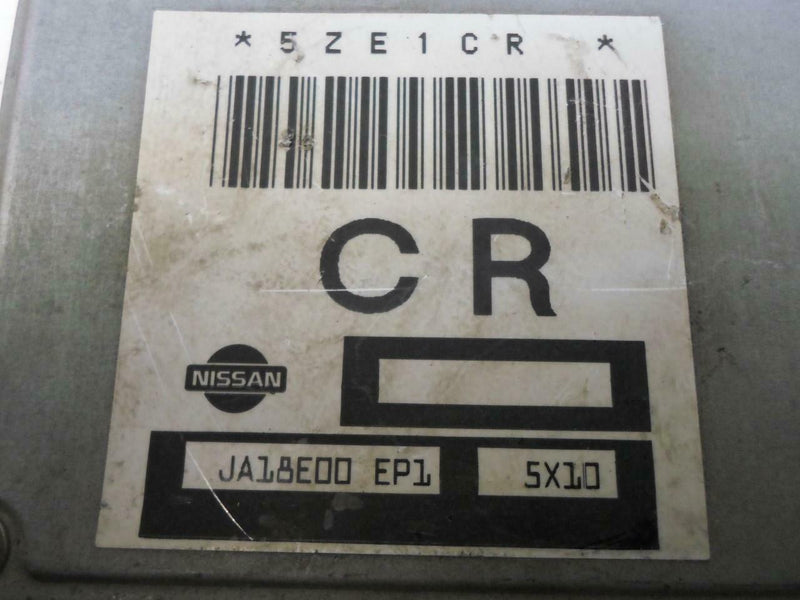 *5ZE1CR *
CR
NISSAN
JA18E00 EP1 5X10